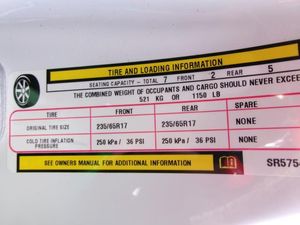 TIRE AND LOADING INFORMATION
SEATING CAPACITY - TOTAL 7 FRONT 2 REAR 5
THE COMBINED WEIGHT OF OCCUPANTS AND CARGO SHOULD NEVER EXCEE
521 KG OR 1150 LB
TIRE FRONT REAR SPARE
ORIGINAL TIRE SIZE 235/65R17 235/65R17 NONE
COLD TIRE INFLATION PRESSURE 250 kPa / 36 PSI 250 kPa / 36 PSI NONE
SEE OWNERS MANUAL FOR ADDITIONAL INFORMATION SR575